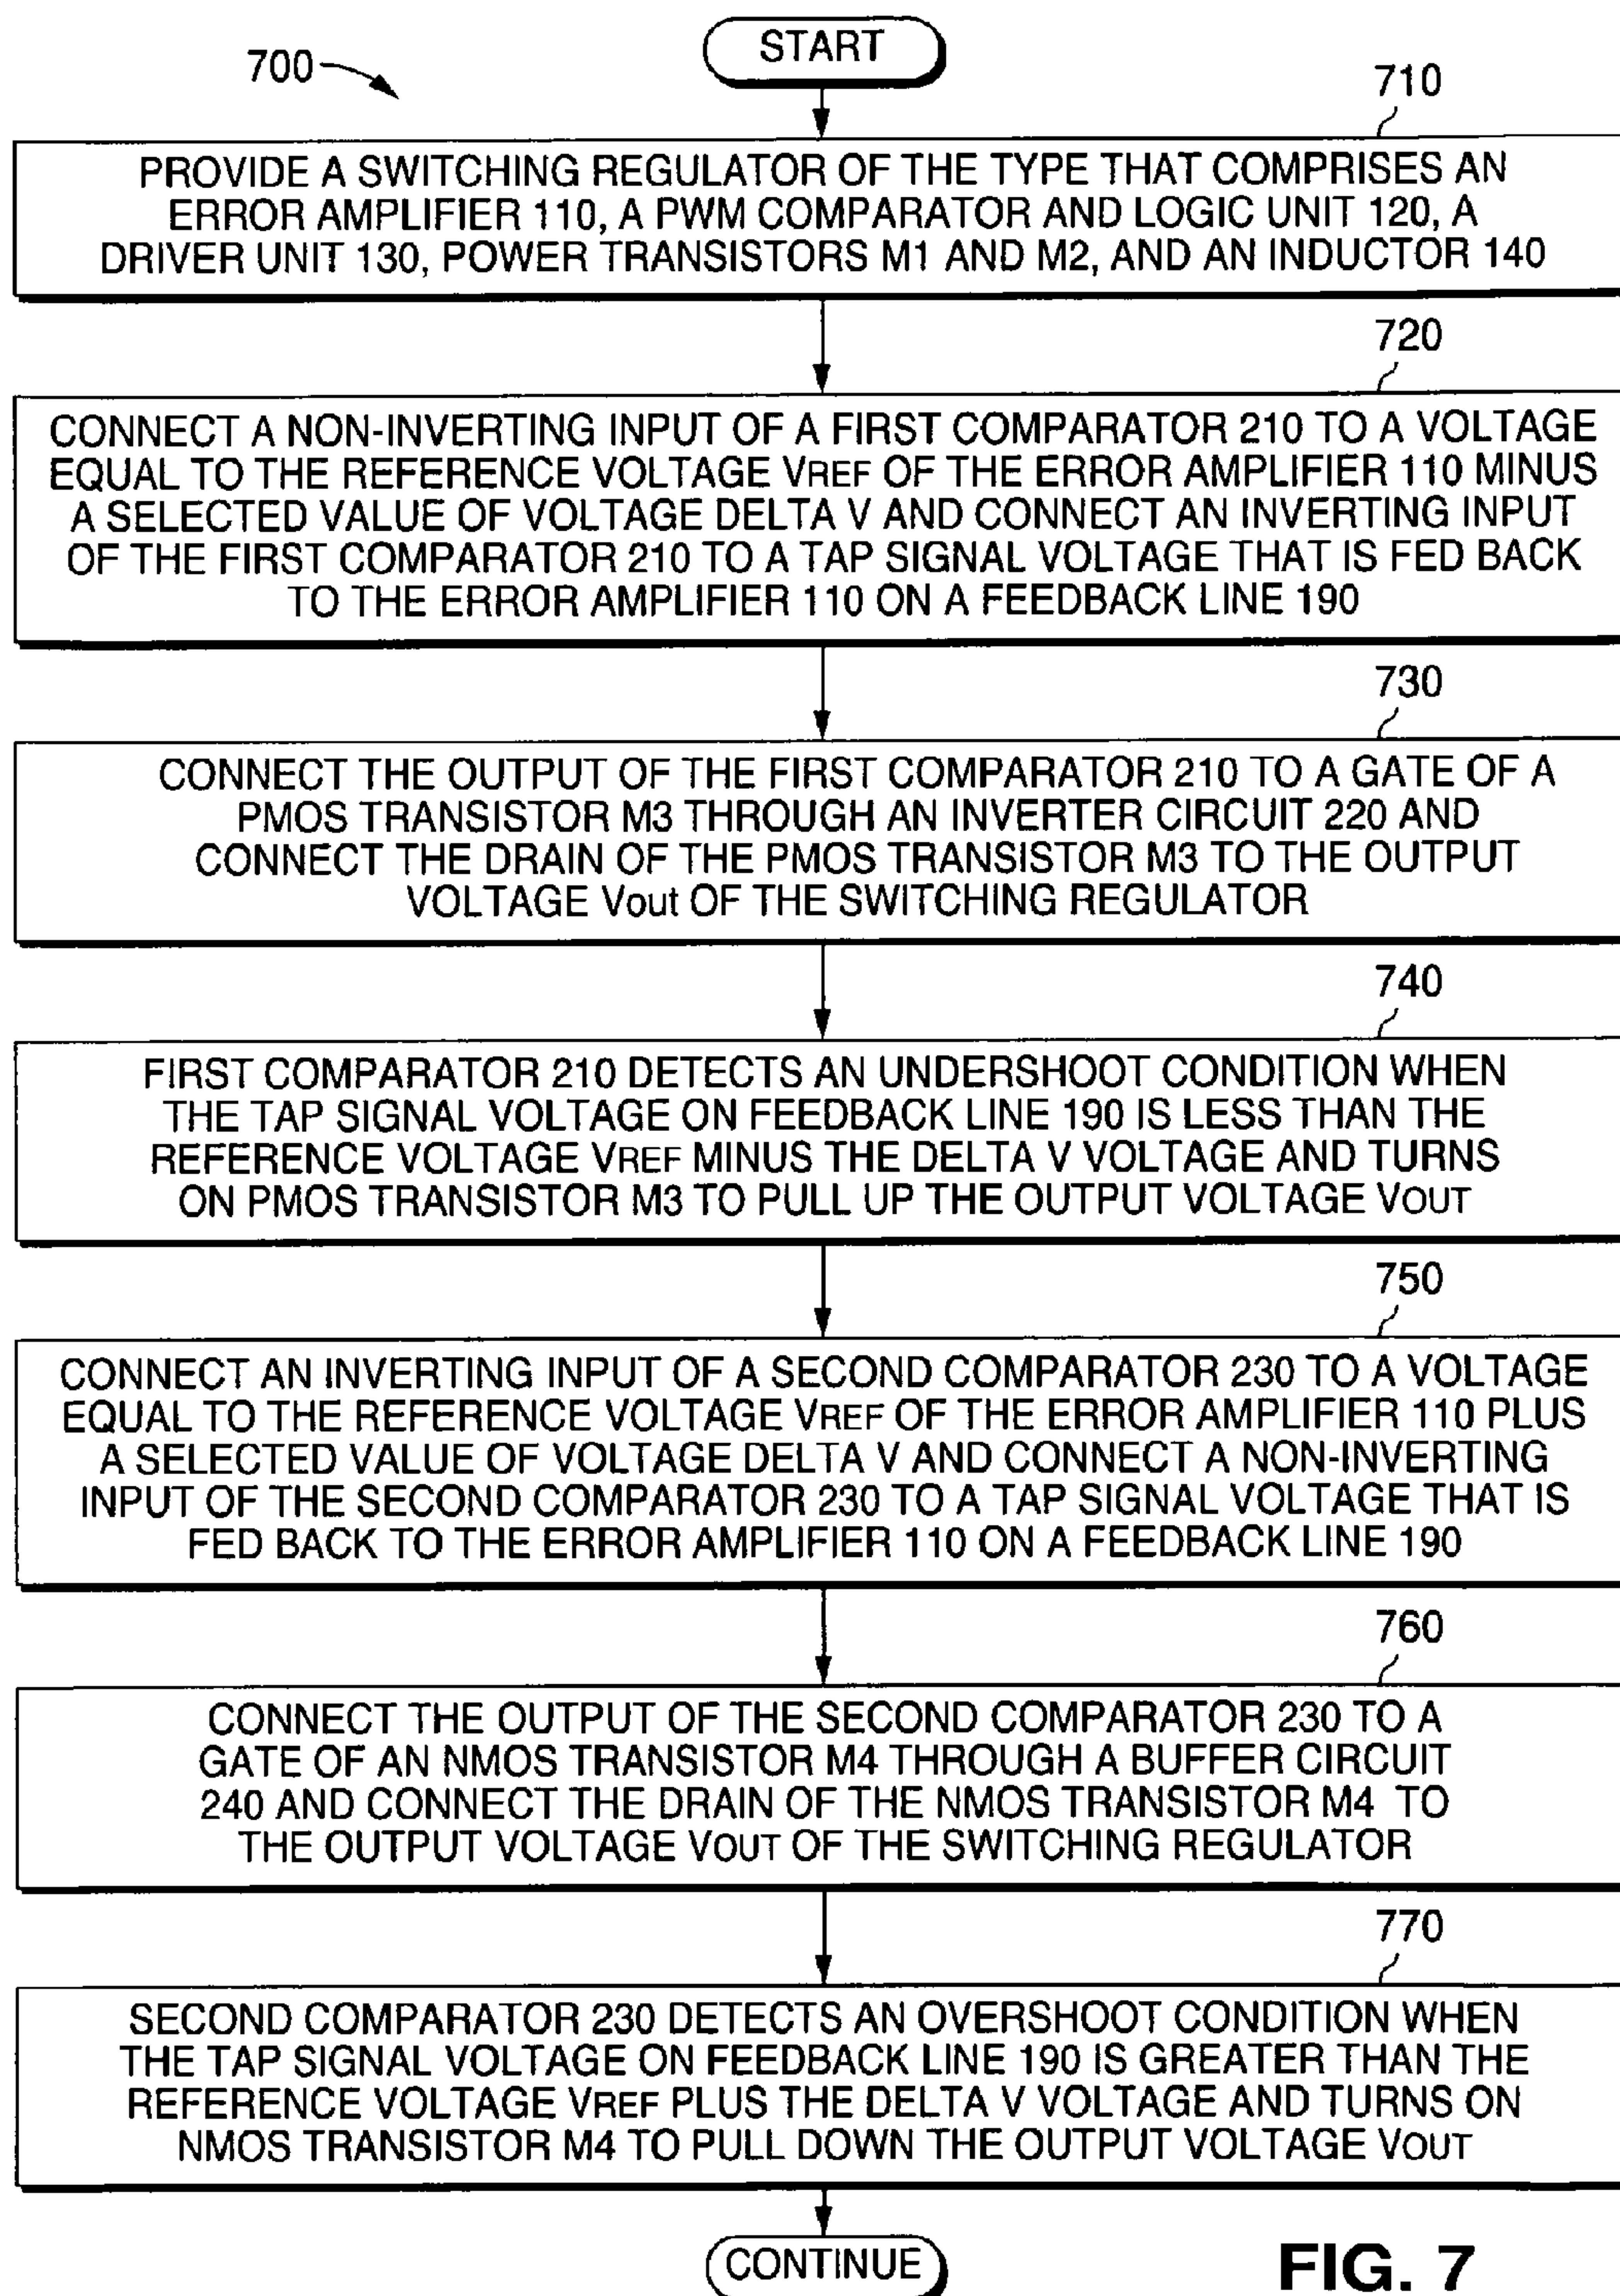 START
700
710
PROVIDE A SWITCHING REGULATOR OF THE TYPE THAT COMPRISES AN
ERROR AMPLIFIER 110, A PWM COMPARATOR AND LOGIC UNIT 120, A
DRIVER UNIT 130, POWER TRANSISTORS M1 AND M2, AND AN INDUCTOR 140
720
CONNECT A NON-INVERTING INPUT OF A FIRST COMPARATOR 210 TO A VOLTAGE
EQUAL TO THE REFERENCE VOLTAGE VREF OF THE ERROR AMPLIFIER 110 MINUS
A SELECTED VALUE OF VOLTAGE DELTA V AND CONNECT AN INVERTING INPUT
OF THE FIRST COMPARATOR 210 TO A TAP SIGNAL VOLTAGE THAT IS FED BACK
TO THE ERROR AMPLIFIER 110 ON A FEEDBACK LINE 190
730
CONNECT THE OUTPUT OF THE FIRST COMPARATOR 210 TO A GATE OF A
PMOS TRANSISTOR M3 THROUGH AN INVERTER CIRCUIT 220 AND
CONNECT THE DRAIN OF THE PMOS TRANSISTOR M3 TO THE OUTPUT
VOLTAGE Vout OF THE SWITCHING REGULATOR
740
FIRST COMPARATOR 210 DETECTS AN UNDERSHOOT CONDITION WHEN
THE TAP SIGNAL VOLTAGE ON FEEDBACK LINE 190 IS LESS THAN THE
REFERENCE VOLTAGE VREF MINUS THE DELTA V VOLTAGE AND TURNS
ON PMOS TRANSISTOR M3 TO PULL UP THE OUTPUT VOLTAGE VOUT
750
CONNECT AN INVERTING INPUT OF A SECOND COMPARATOR 230 TO A VOLTAGE
EQUAL TO THE REFERENCE VOLTAGE VREF OF THE ERROR AMPLIFIER 110 PLUS
A SELECTED VALUE OF VOLTAGE DELTA V AND CONNECT A NON-INVERTING
INPUT OF THE SECOND COMPARATOR 230 TO A TAP SIGNAL VOLTAGE THAT IS
FED BACK TO THE ERROR AMPLIFIER 110 ON A FEEDBACK LINE 190
760
CONNECT THE OUTPUT OF THE SECOND COMPARATOR 230 TO A
GATE OF AN NMOS TRANSISTOR M4 THROUGH A BUFFER CIRCUIT
240 AND CONNECT THE DRAIN OF THE NMOS TRANSISTOR M4 TO
THE OUTPUT VOLTAGE VOUT OF THE SWITCHING REGULATOR
770
SECOND COMPARATOR 230 DETECTS AN OVERSHOOT CONDITION WHEN
THE TAP SIGNAL VOLTAGE ON FEEDBACK LINE 190 IS GREATER THAN THE
REFERENCE VOLTAGE VREF PLUS THE DELTA V VOLTAGE AND TURNS ON
NMOS TRANSISTOR M4 TO PULL DOWN THE OUTPUT VOLTAGE VOUT
CONTINUE
FIG. 7